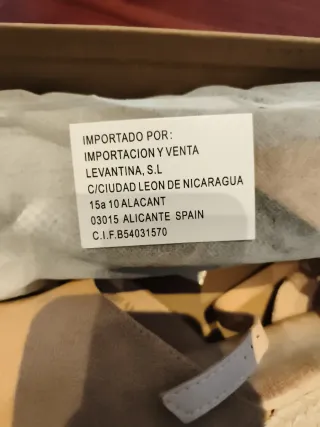 IMPORTADO POR:
IMPORTACION Y VENTA
LEVANTINA, S.L
C/CIUDAD LEON DE NICARAGUA
15a 10 ALACANT
03015 ALICANTE SPAIN
C.I.F.B54031570